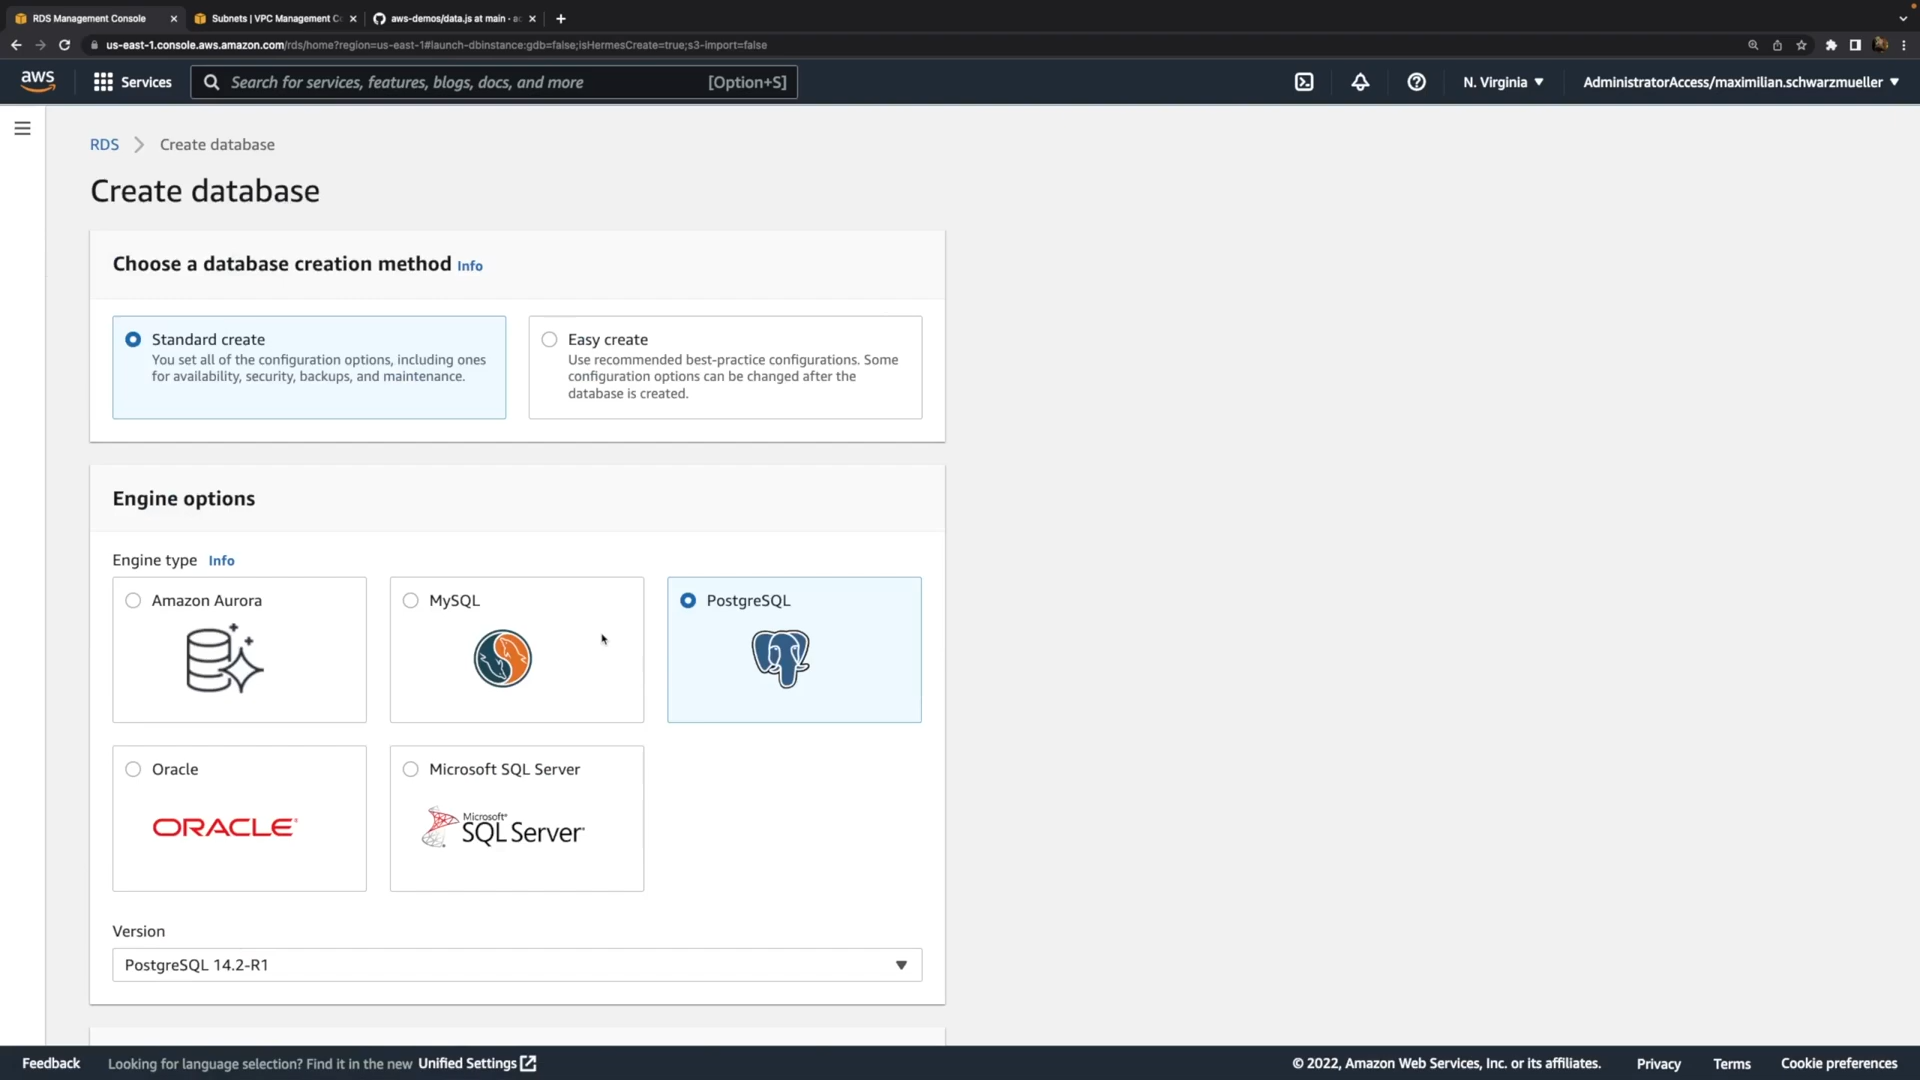 RDS Management Console
Subnets | VPC Management Co
aws-demos/data.js at main · ac
us-east-1.console.aws.amazon.com/rds/home?region=us-east-1#launch-dbinstance:gdb=false;isHermesCreate=true;s3-import=false
aws
Services
Search for services, features, blogs, docs, and more
[Option+S]
N. Virginia
AdministratorAccess/maximilian.schwarzmueller
RDS
Create database
Create database
Choose a database creation method Info
Standard create
You set all of the configuration options, including ones
for availability, security, backups, and maintenance.
Easy create
Use recommended best-practice configurations. Some
configuration options can be changed after the
database is created.
Engine options
Engine type Info
Amazon Aurora
MySQL
PostgreSQL
Oracle
ORACLE
Microsoft SQL Server
Microsoft®
SQL Server
Version
PostgreSQL 14.2-R1
Feedback
Looking for language selection? Find it in the new Unified Settings
© 2022, Amazon Web Services, Inc. or its affiliates.
Privacy
Terms
Cookie preferences